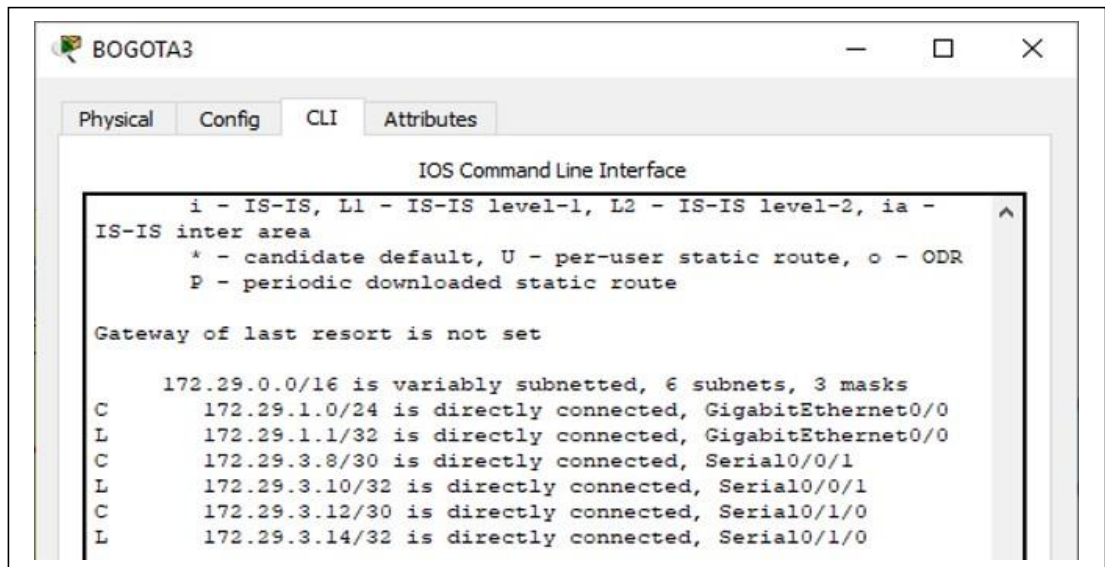 BOGOTA3
Physical Config CLI Attributes
IOS Command Line Interface
i - IS-IS, L1 - IS-IS level-1, L2 - IS-IS level-2, ia -
IS-IS inter area
* - candidate default, U - per-user static route, o - ODR
P - periodic downloaded static route
Gateway of last resort is not set
172.29.0.0/16 is variably subnetted, 6 subnets, 3 masks
C 172.29.1.0/24 is directly connected, GigabitEthernet0/0
L 172.29.1.1/32 is directly connected, GigabitEthernet0/0
C 172.29.3.8/30 is directly connected, Serial0/0/1
L 172.29.3.10/32 is directly connected, Serial0/0/1
C 172.29.3.12/30 is directly connected, Serial0/1/0
L 172.29.3.14/32 is directly connected, Serial0/1/0